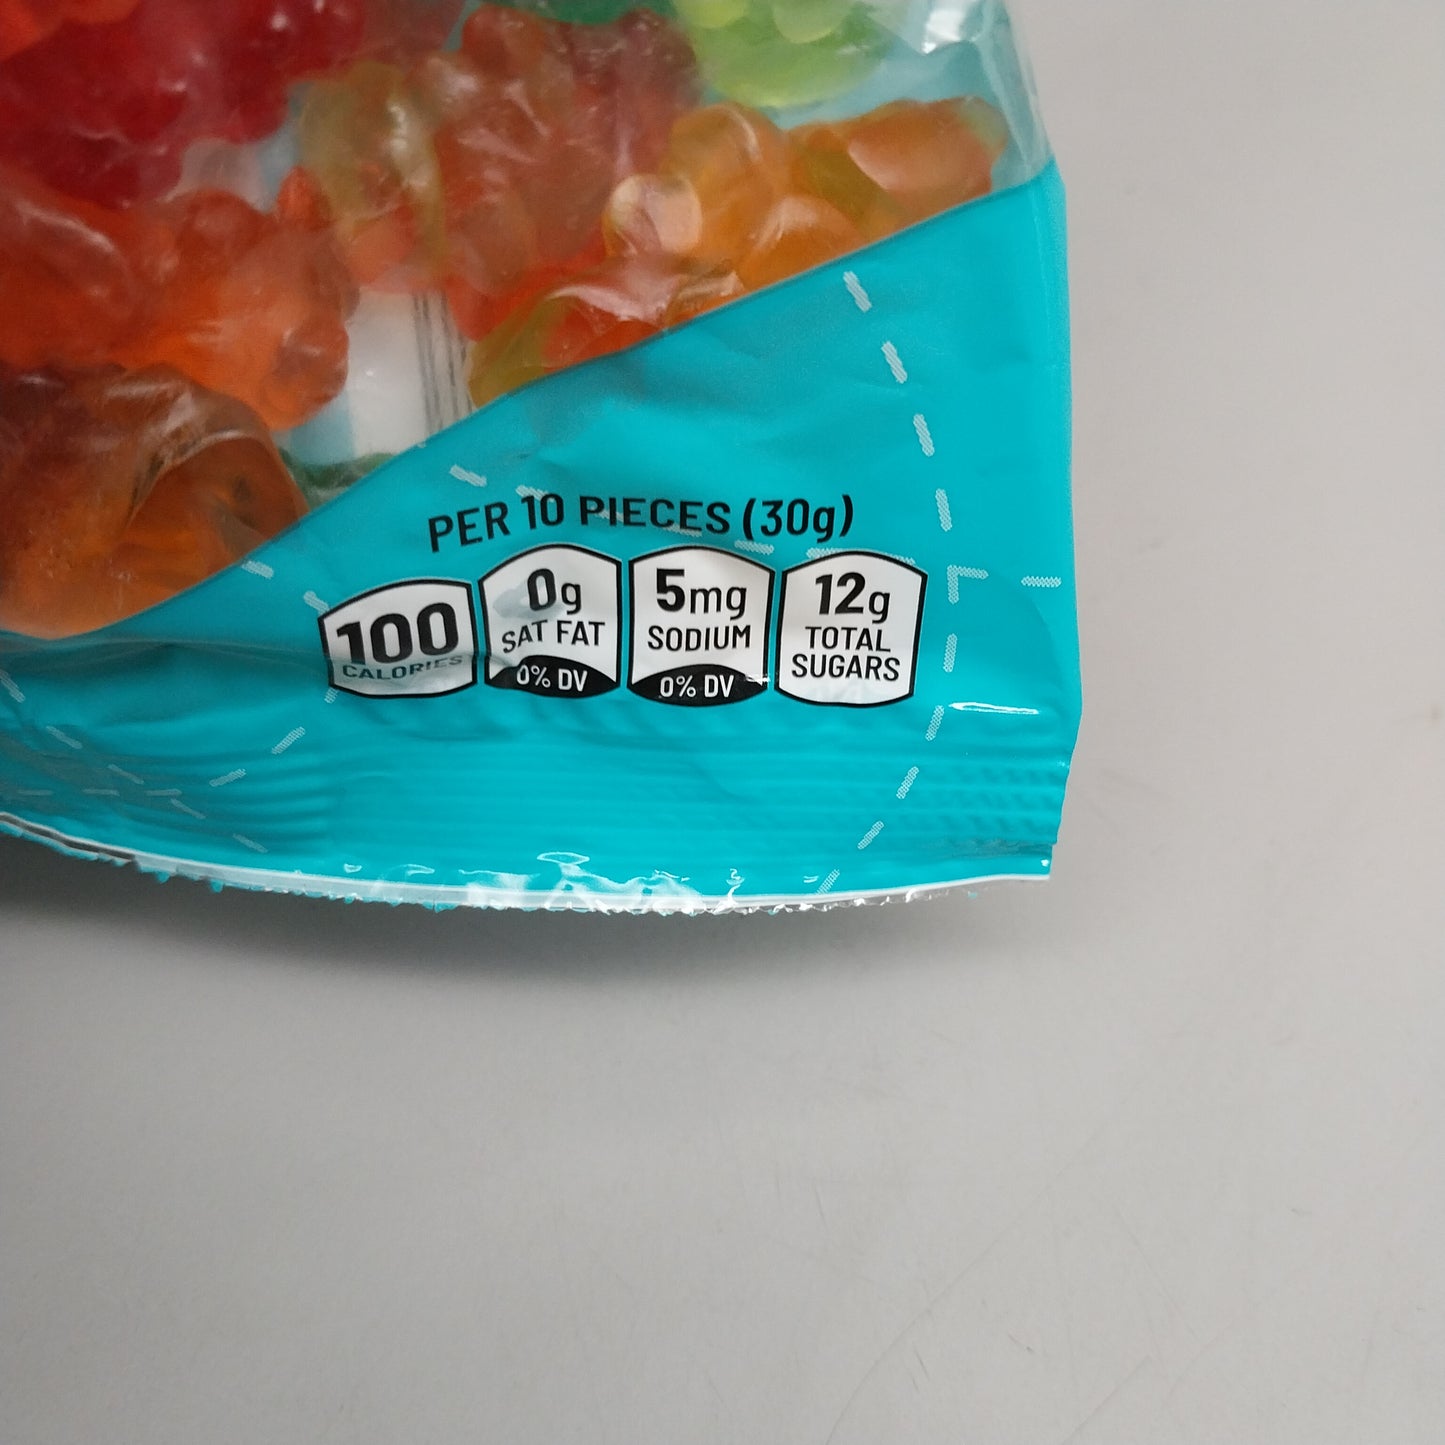 PER 10 PIECES (30g)
100
CALORIES
0g
SAT FAT
0% DV
5mg
SODIUM
0% DV
12g
TOTAL
SUGARS